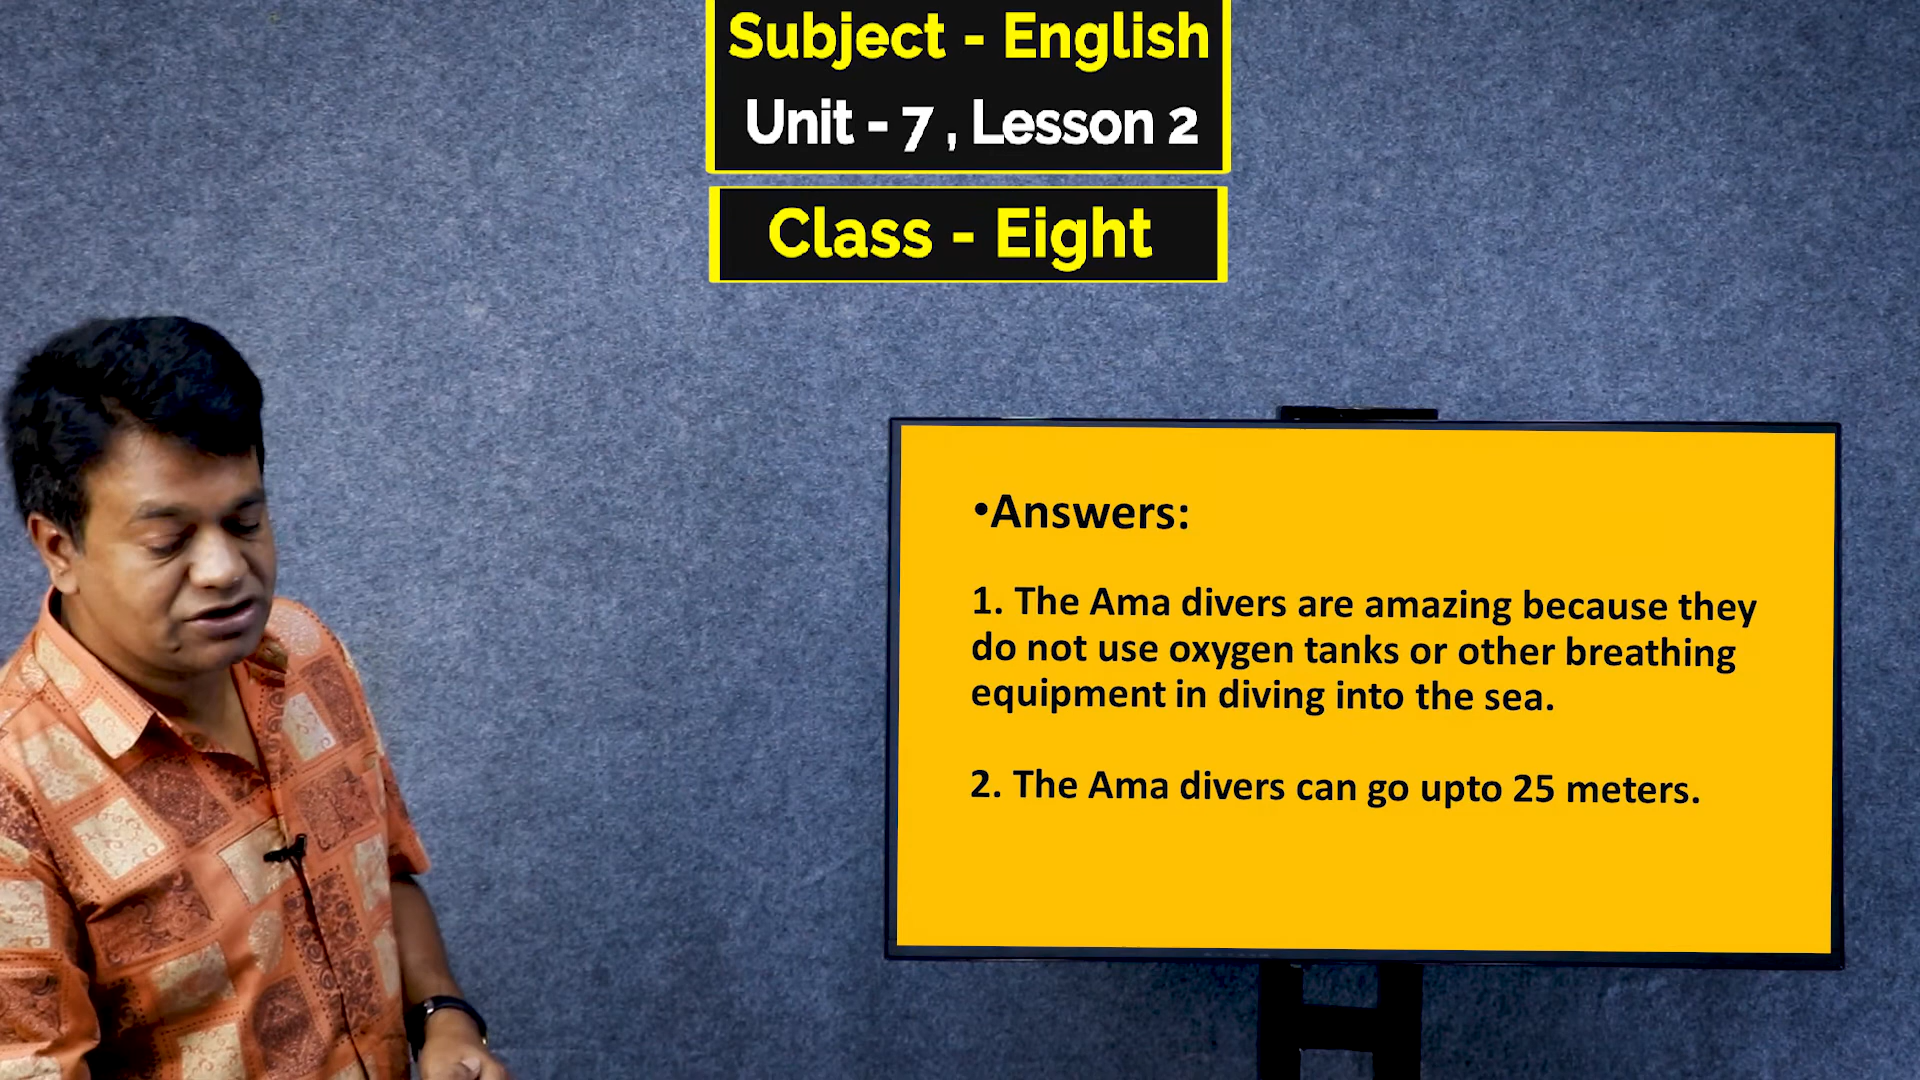 Subject - English
Unit - 7 , Lesson 2
Class - Eight
•Answers:
1. The Ama divers are amazing because they
do not use oxygen tanks or other breathing
equipment in diving into the sea.
2. The Ama divers can go upto 25 meters.